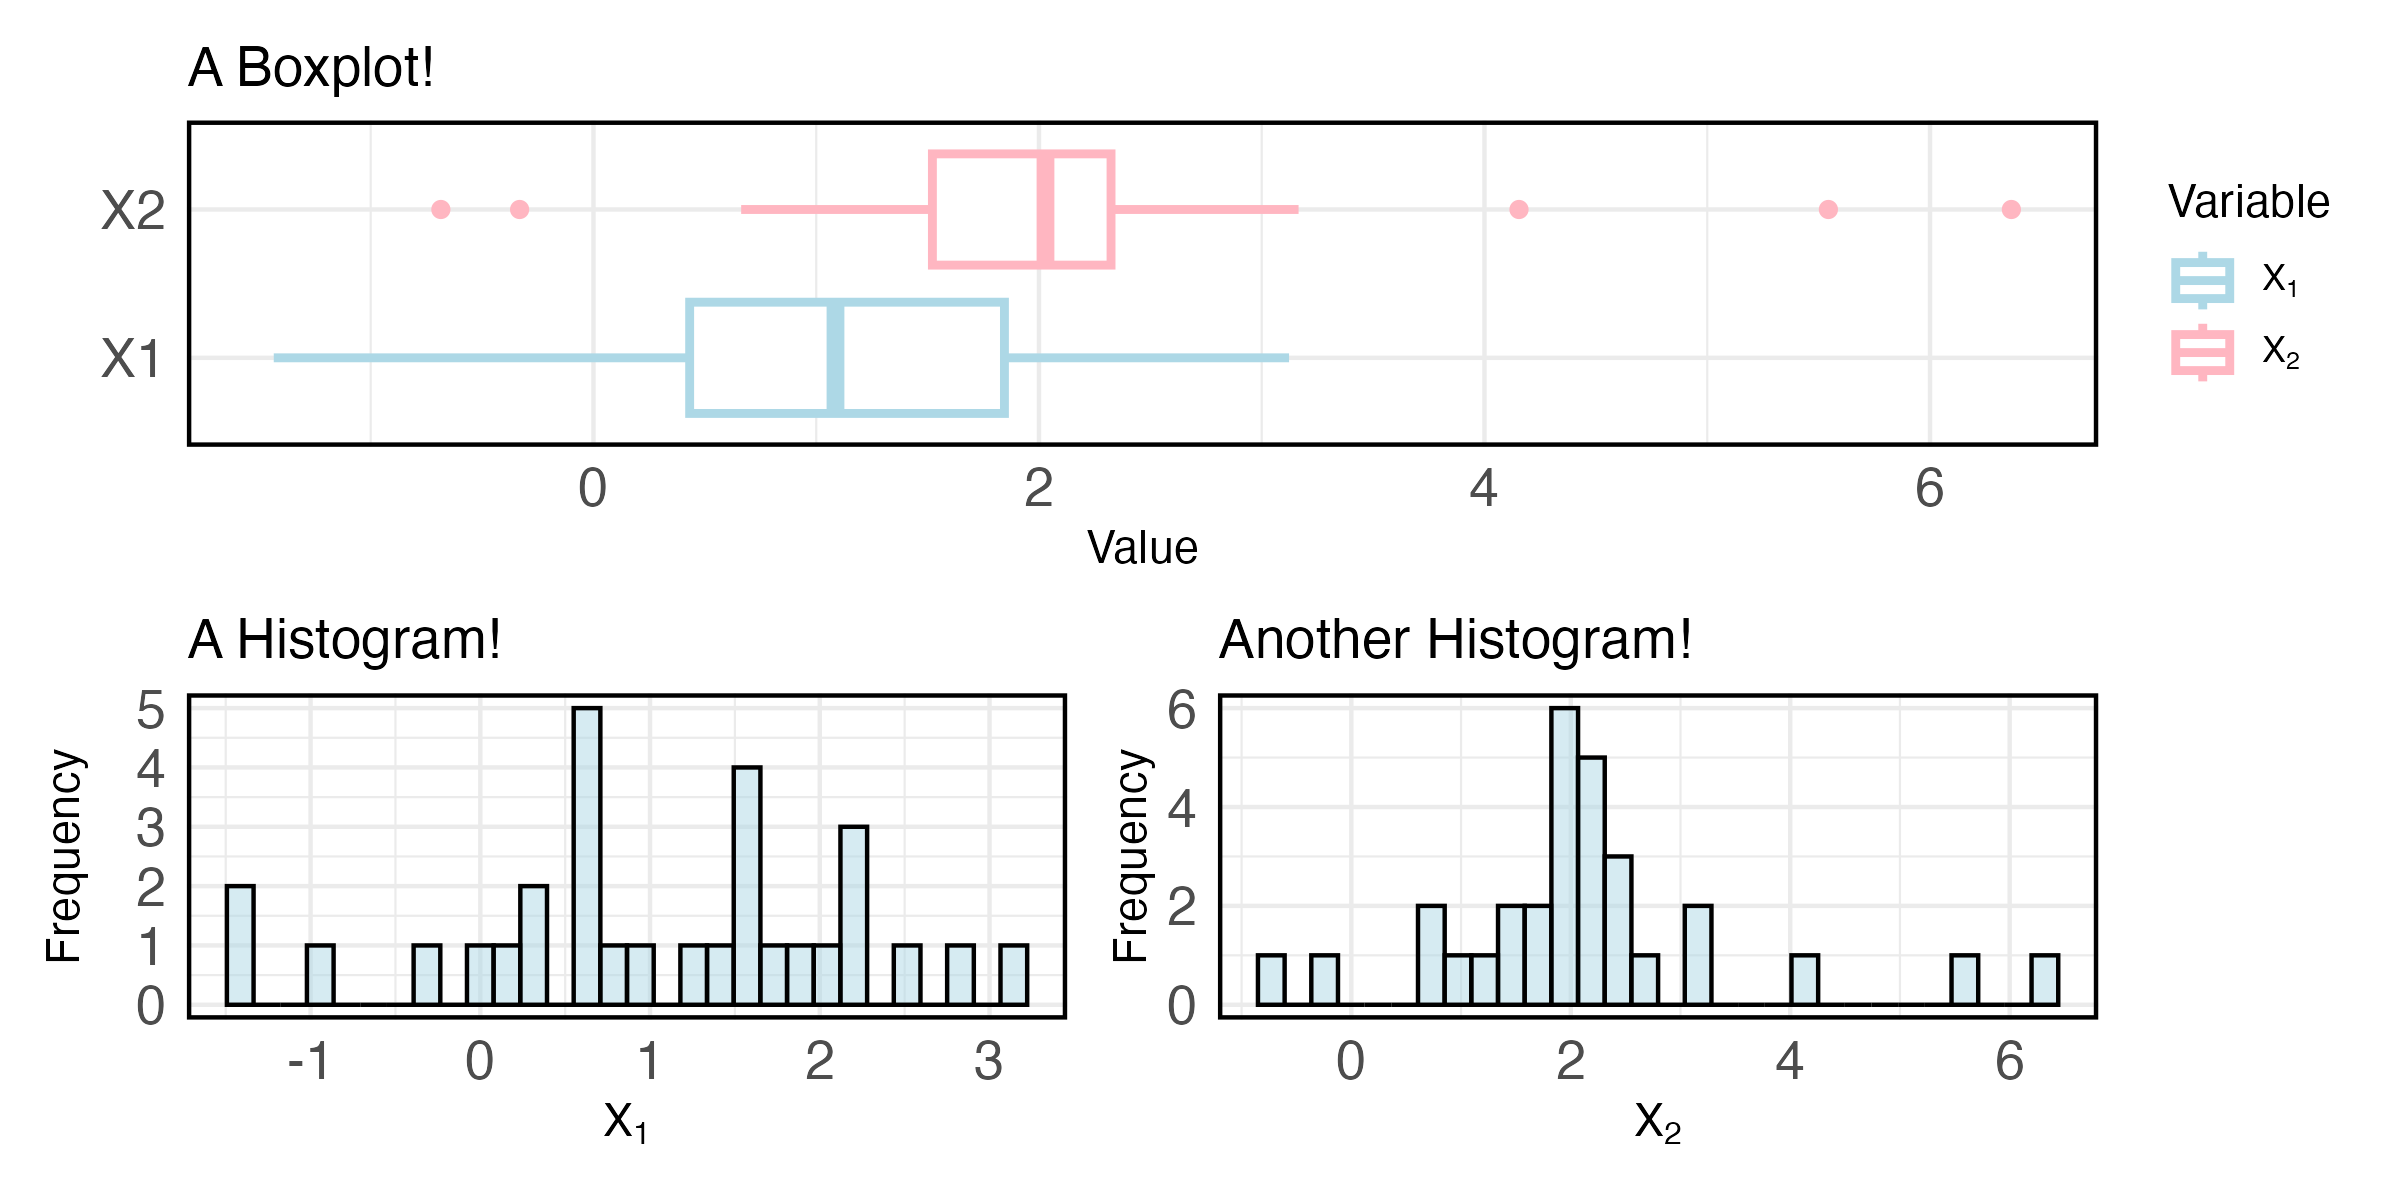 A Boxplot!
X2
X1
0 2 4 6
Value
Variable
X₁
X₂
A Histogram!
Frequency
5
4
3
2
1
0
-1 0 1 2 3
X₁
Another Histogram!
Frequency
6
4
2
0
0 2 4 6
X₂